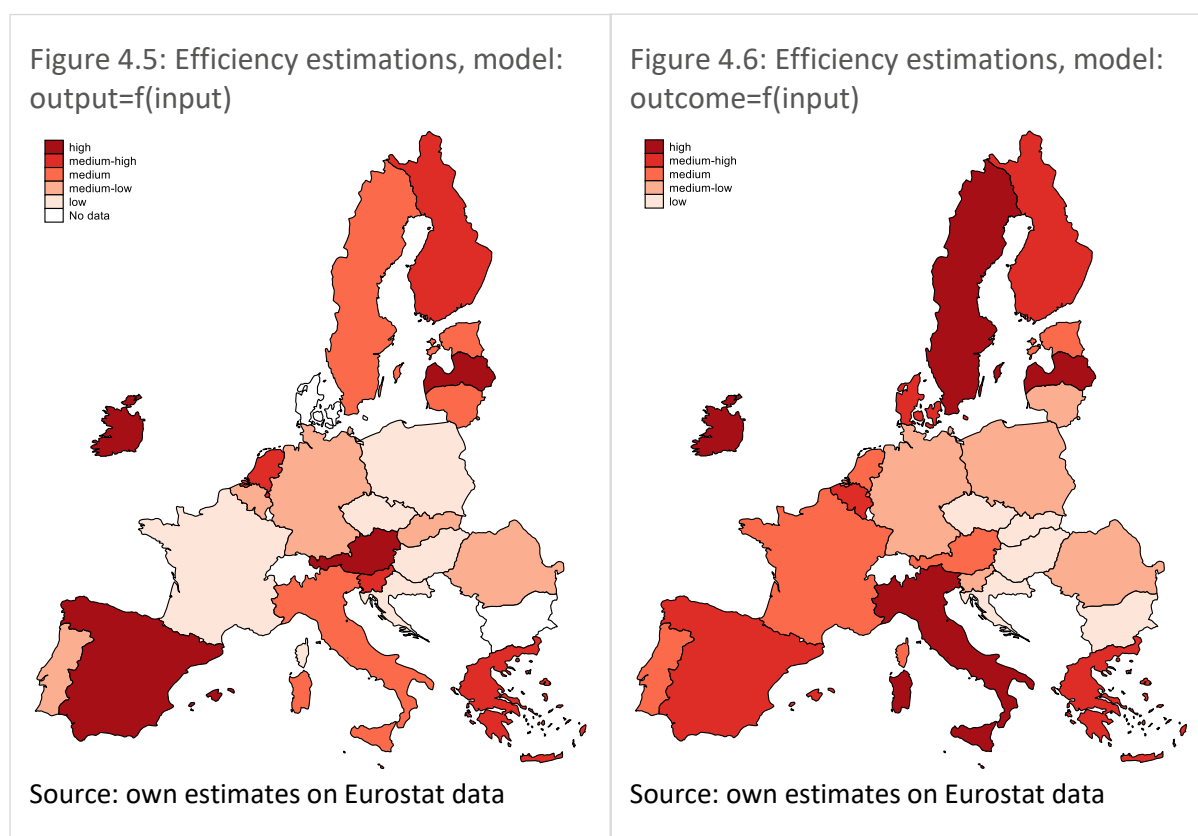 Figure 4.5: Efficiency estimations, model:
output=f(input)
high
medium-high
medium
medium-low
low
No data
Source: own estimates on Eurostat data
Figure 4.6: Efficiency estimations, model:
outcome=f(input)
high
medium-high
medium
medium-low
low
Source: own estimates on Eurostat data